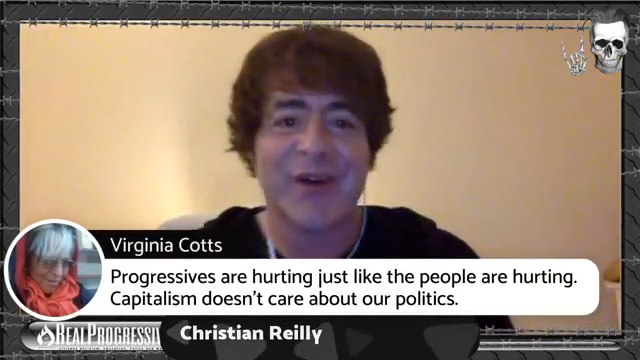 Virginia Cotts
Progressives are hurting just like the people are hurting.
Capitalism doesn't care about our politics.
REALPROGRESSI
Christian Reilly